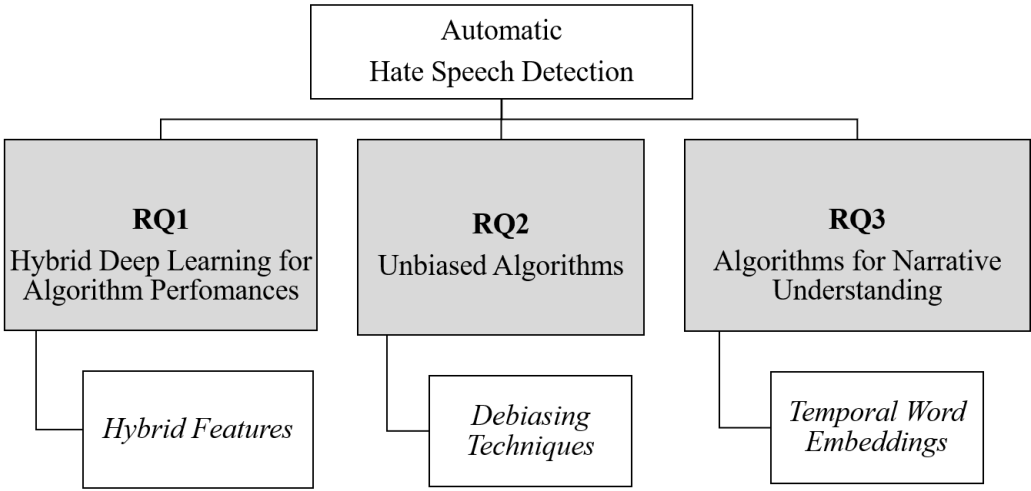 Automatic
Hate Speech Detection
RQ1
Hybrid Deep Learning for
Algorithm Perfomances
RQ2
Unbiased Algorithms
RQ3
Algorithms for Narrative
Understanding
Hybrid Features
Debiasing
Techniques
Temporal Word
Embeddings